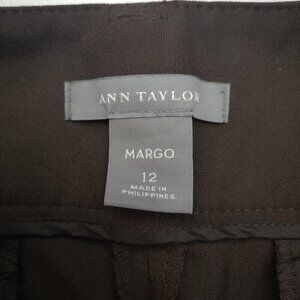 ANN TAYLOR
MARGO
12
MADE IN
PHILIPPINES